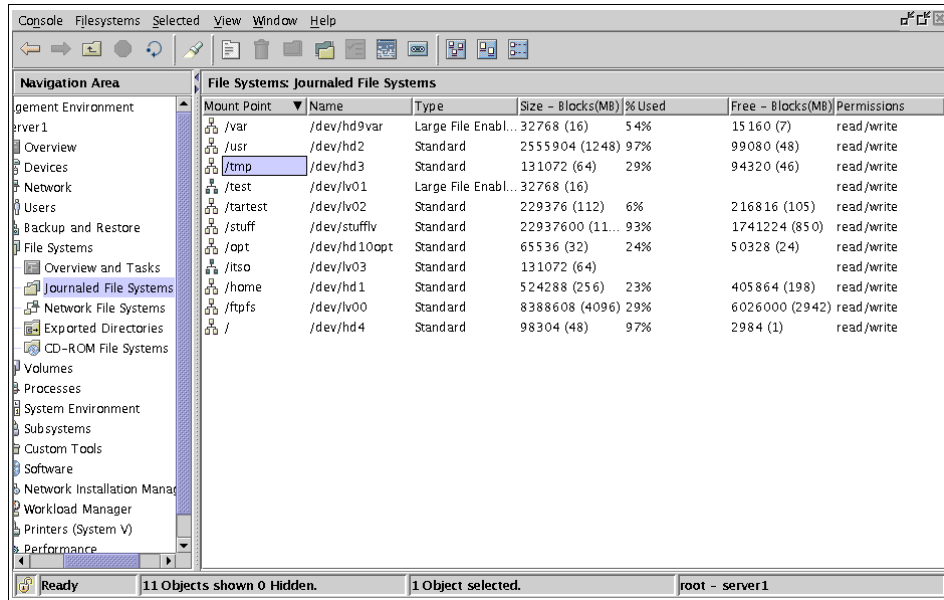 Console Filesystems Selected View Window Help
Navigation Area
File Systems: Journaled File Systems
gement Environment
erver1
Overview
Devices
Network
Users
Backup and Restore
File Systems
Overview and Tasks
Journaled File Systems
Network File Systems
Exported Directories
CD-ROM File Systems
Volumes
Processes
System Environment
Subsystems
Custom Tools
Software
Network Installation Manag
Workload Manager
Printers (System V)
Performance
Mount Point Name Type Size - Blocks(MB) % Used Free - Blocks(MB) Permissions
/var /dev/hd9var Large File Enabl... 32768 (16) 54% 15160 (7) read/write
/usr /dev/hd2 Standard 2555904 (1248) 97% 99080 (48) read/write
/tmp /dev/hd3 Standard 131072 (64) 29% 94320 (46) read/write
/test /dev/lv01 Large File Enabl... 32768 (16) read/write
/tartest /dev/lv02 Standard 229376 (112) 6% 216816 (105) read/write
/stuff /dev/stufflv Standard 22937600 (11... 93% 1741224 (850) read/write
/opt /dev/hd10opt Standard 65536 (32) 24% 50328 (24) read/write
/itso /dev/lv03 Standard 131072 (64) read/write
/home /dev/hd1 Standard 524288 (256) 23% 405864 (198) read/write
/ftpfs /dev/lv00 Standard 8388608 (4096) 29% 6026000 (2942) read/write
/ /dev/hd4 Standard 98304 (48) 97% 2984 (1) read/write
Ready 11 Objects shown 0 Hidden. 1 Object selected. root - server1